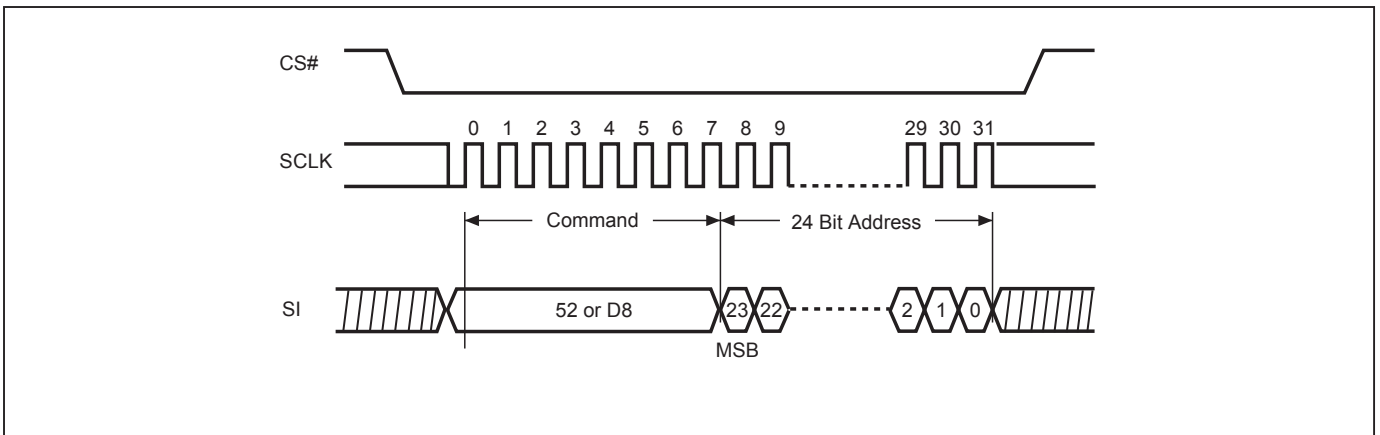 CS#
0 1 2 3 4 5 6 7 8 9 29 30 31
SCLK
Command 24 Bit Address
SI 52 or D8 23 22 2 1 0
MSB